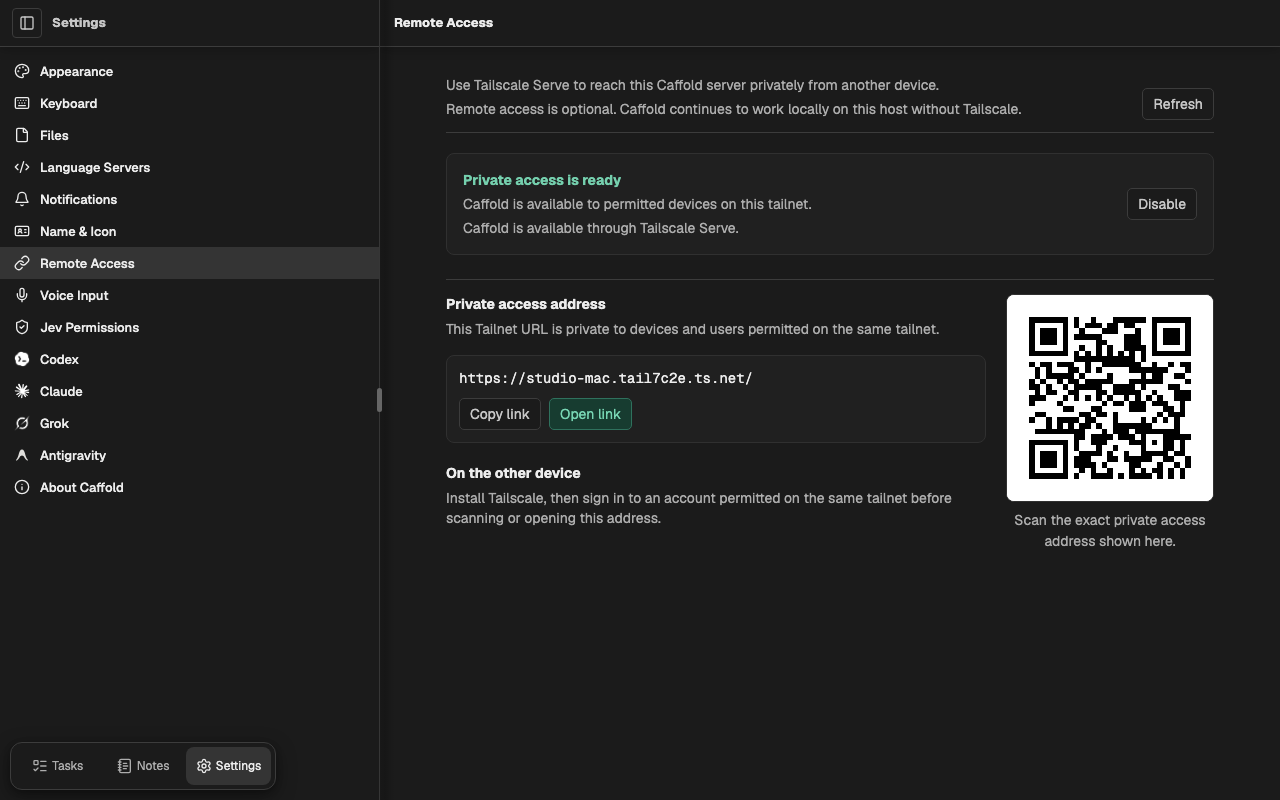 Settings
Remote Access
Appearance
Keyboard
Files
Language Servers
Notifications
Name & Icon
Remote Access
Voice Input
Jev Permissions
Codex
Claude
Grok
Antigravity
About Caffold
Tasks
Notes
Settings
Use Tailscale Serve to reach this Caffold server privately from another device.
Remote access is optional. Caffold continues to work locally on this host without Tailscale.
Refresh
Private access is ready
Caffold is available to permitted devices on this tailnet.
Caffold is available through Tailscale Serve.
Disable
Private access address
This Tailnet URL is private to devices and users permitted on the same tailnet.
https://studio-mac.tail7c2e.ts.net/
Copy link
Open link
On the other device
Install Tailscale, then sign in to an account permitted on the same tailnet before
scanning or opening this address.
Scan the exact private access
address shown here.